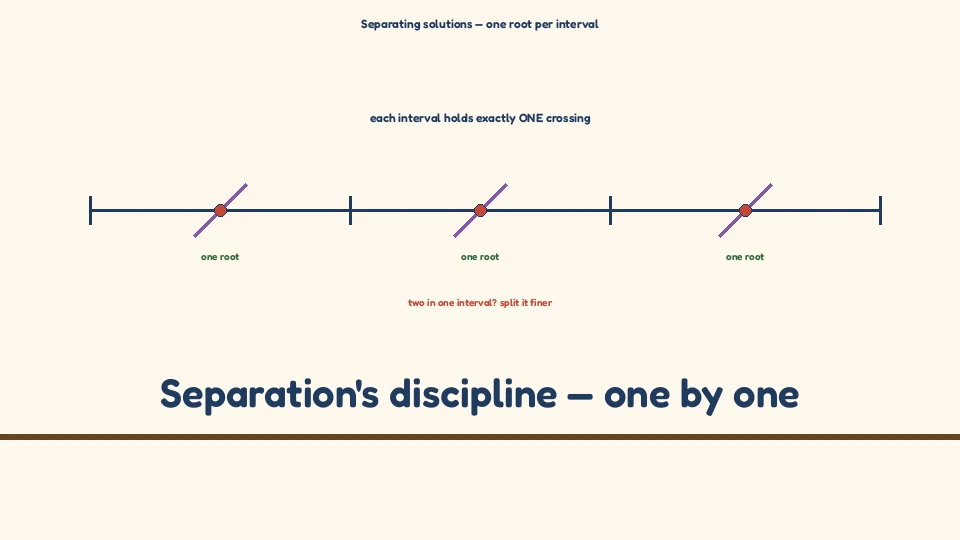 Separating solutions — one root per interval
each interval holds exactly ONE crossing
one root
one root
one root
two in one interval? split it finer
Separation's discipline — one by one